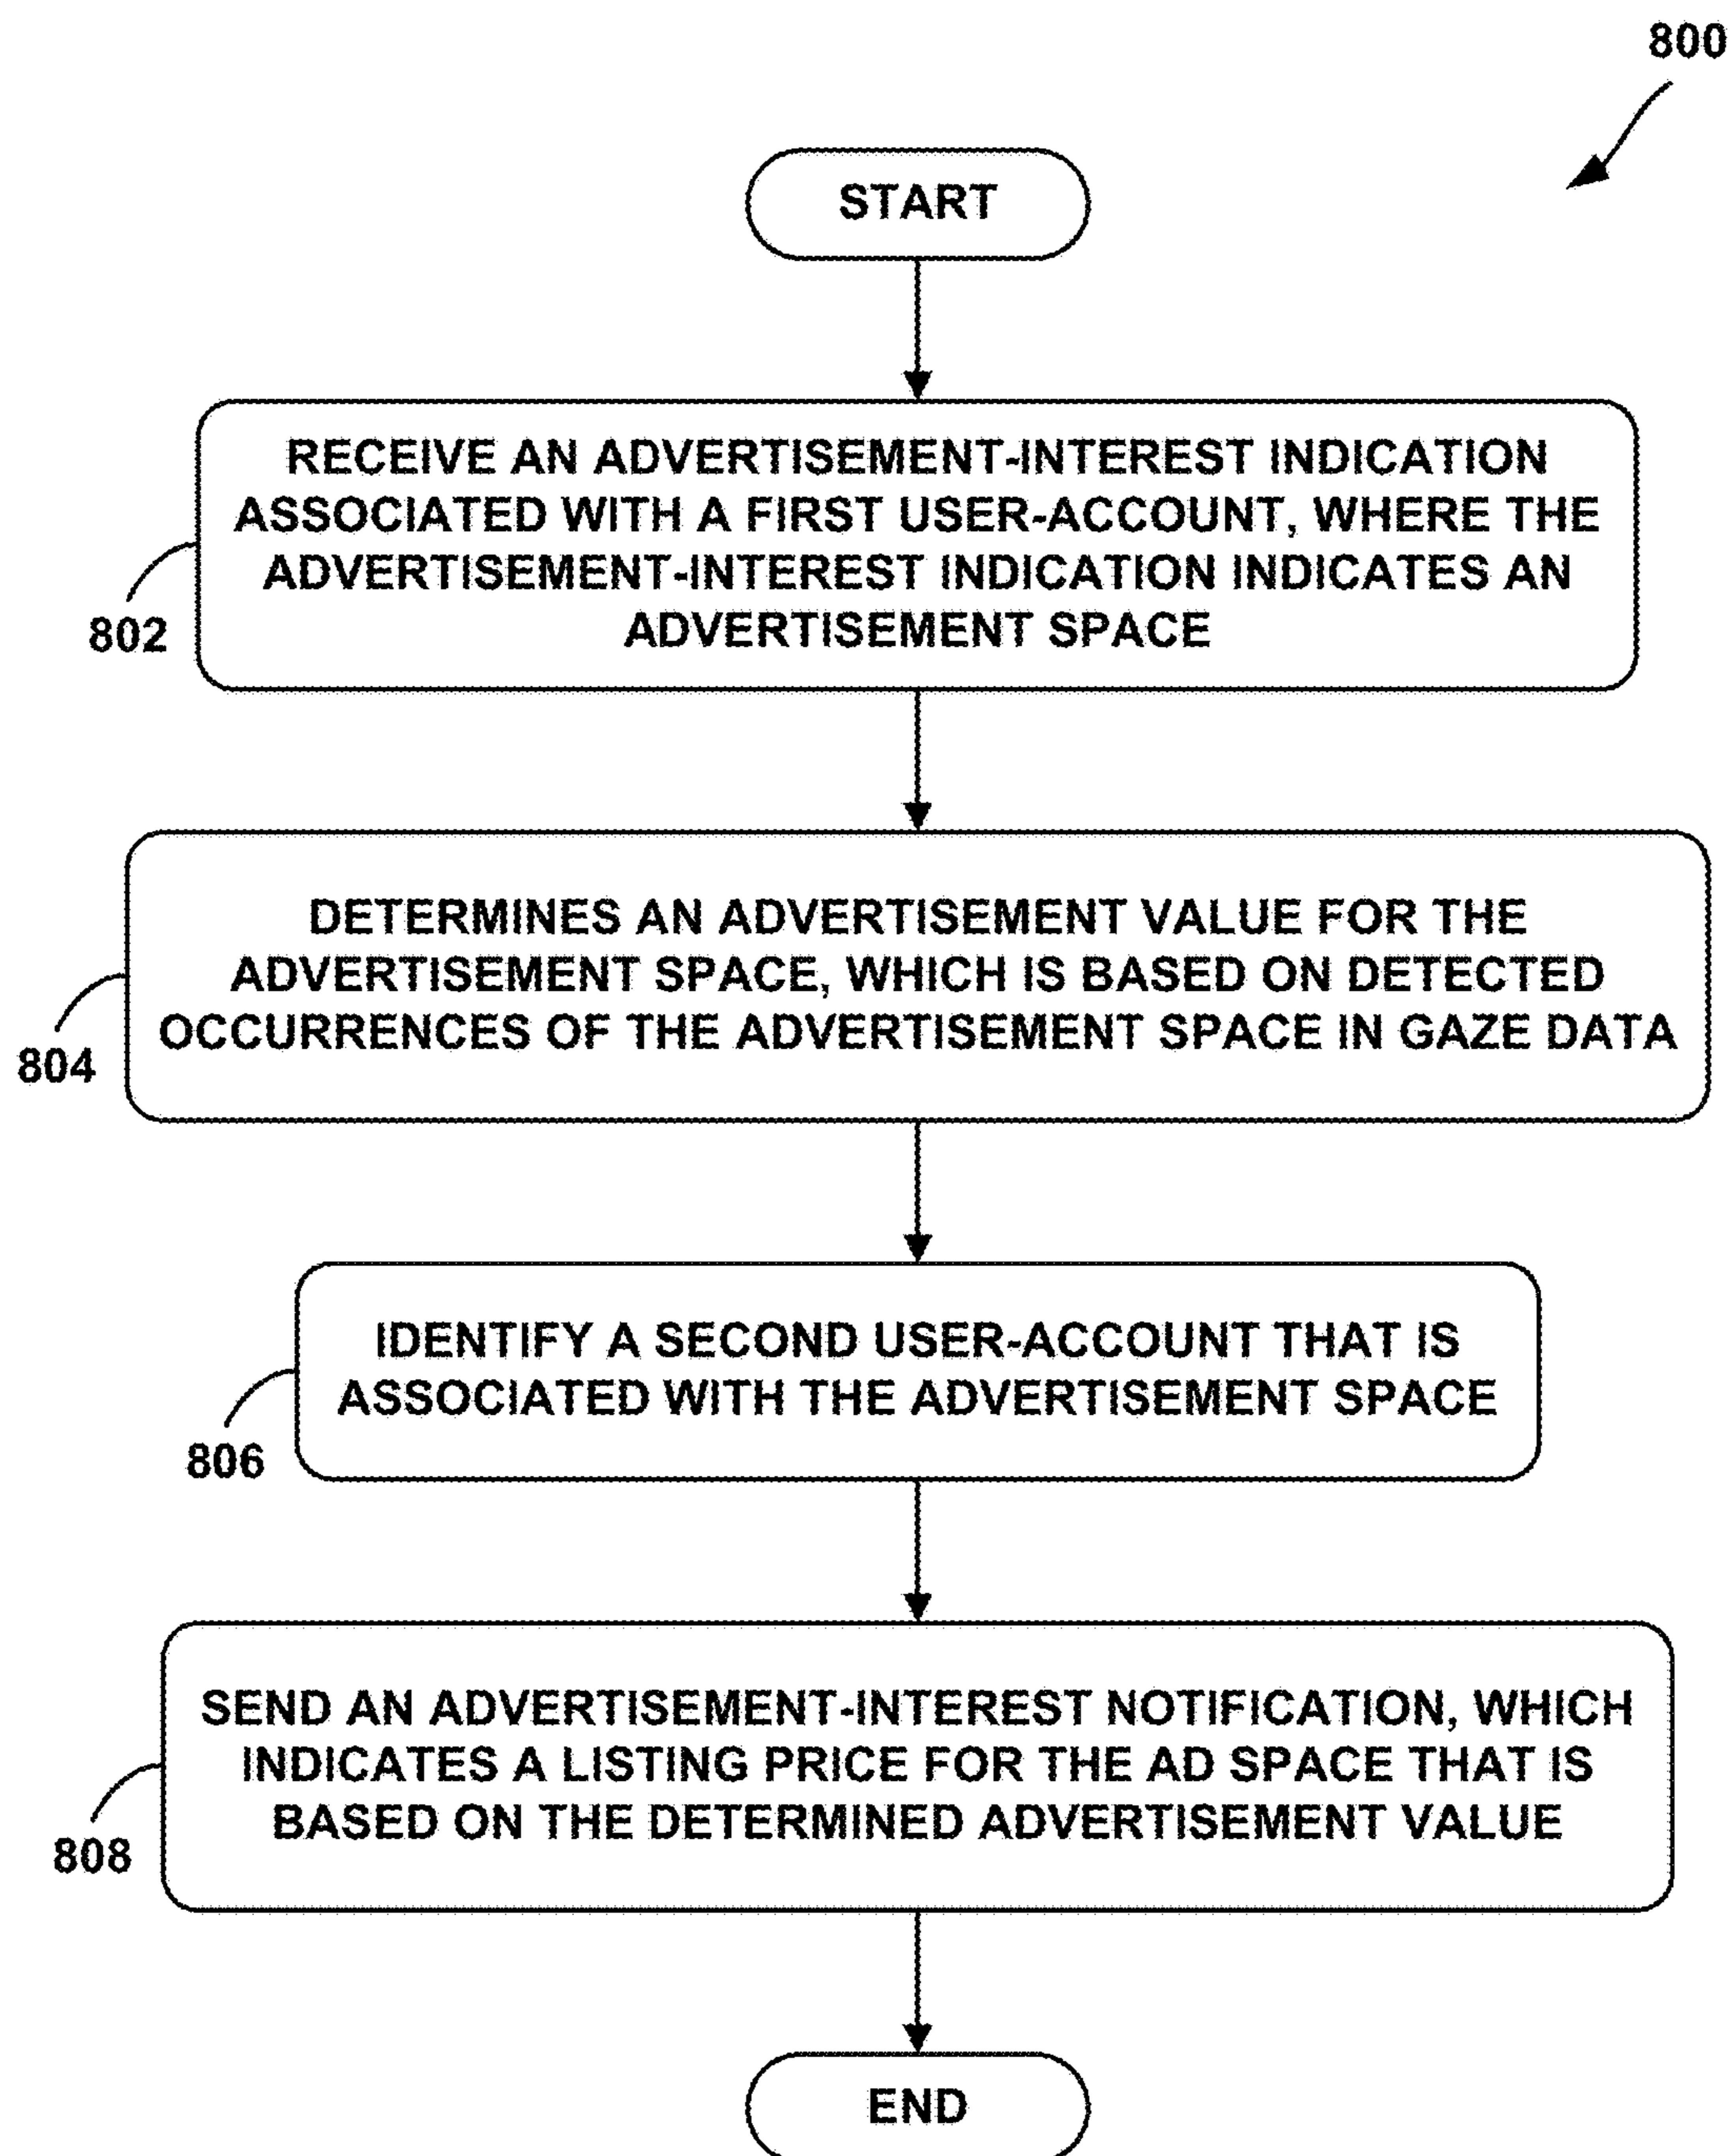 800
START
RECEIVE AN ADVERTISEMENT-INTEREST INDICATION
ASSOCIATED WITH A FIRST USER-ACCOUNT, WHERE THE
ADVERTISEMENT-INTEREST INDICATION INDICATES AN
ADVERTISEMENT SPACE
802
DETERMINES AN ADVERTISEMENT VALUE FOR THE
ADVERTISEMENT SPACE, WHICH IS BASED ON DETECTED
OCCURRENCES OF THE ADVERTISEMENT SPACE IN GAZE DATA
804
IDENTIFY A SECOND USER-ACCOUNT THAT IS
ASSOCIATED WITH THE ADVERTISEMENT SPACE
806
SEND AN ADVERTISEMENT-INTEREST NOTIFICATION, WHICH
INDICATES A LISTING PRICE FOR THE AD SPACE THAT IS
BASED ON THE DETERMINED ADVERTISEMENT VALUE
808
END